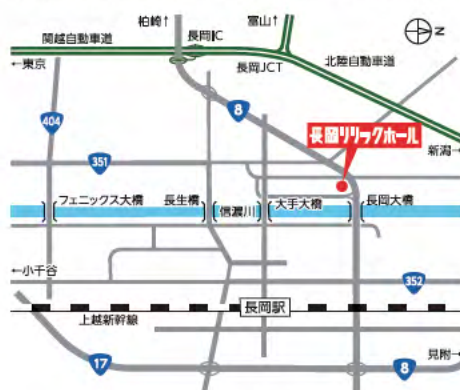 柏崎↑
富山↑
関越自動車道
長岡IC
N
←東京
長岡JCT
北陸自動車道
404
8
長岡リリックホール
新潟→
351
フェニックス大橋
長生橋
信濃川
大手大橋
長岡大橋
←小千谷
352
長岡駅
上越新幹線
見附→
17
8